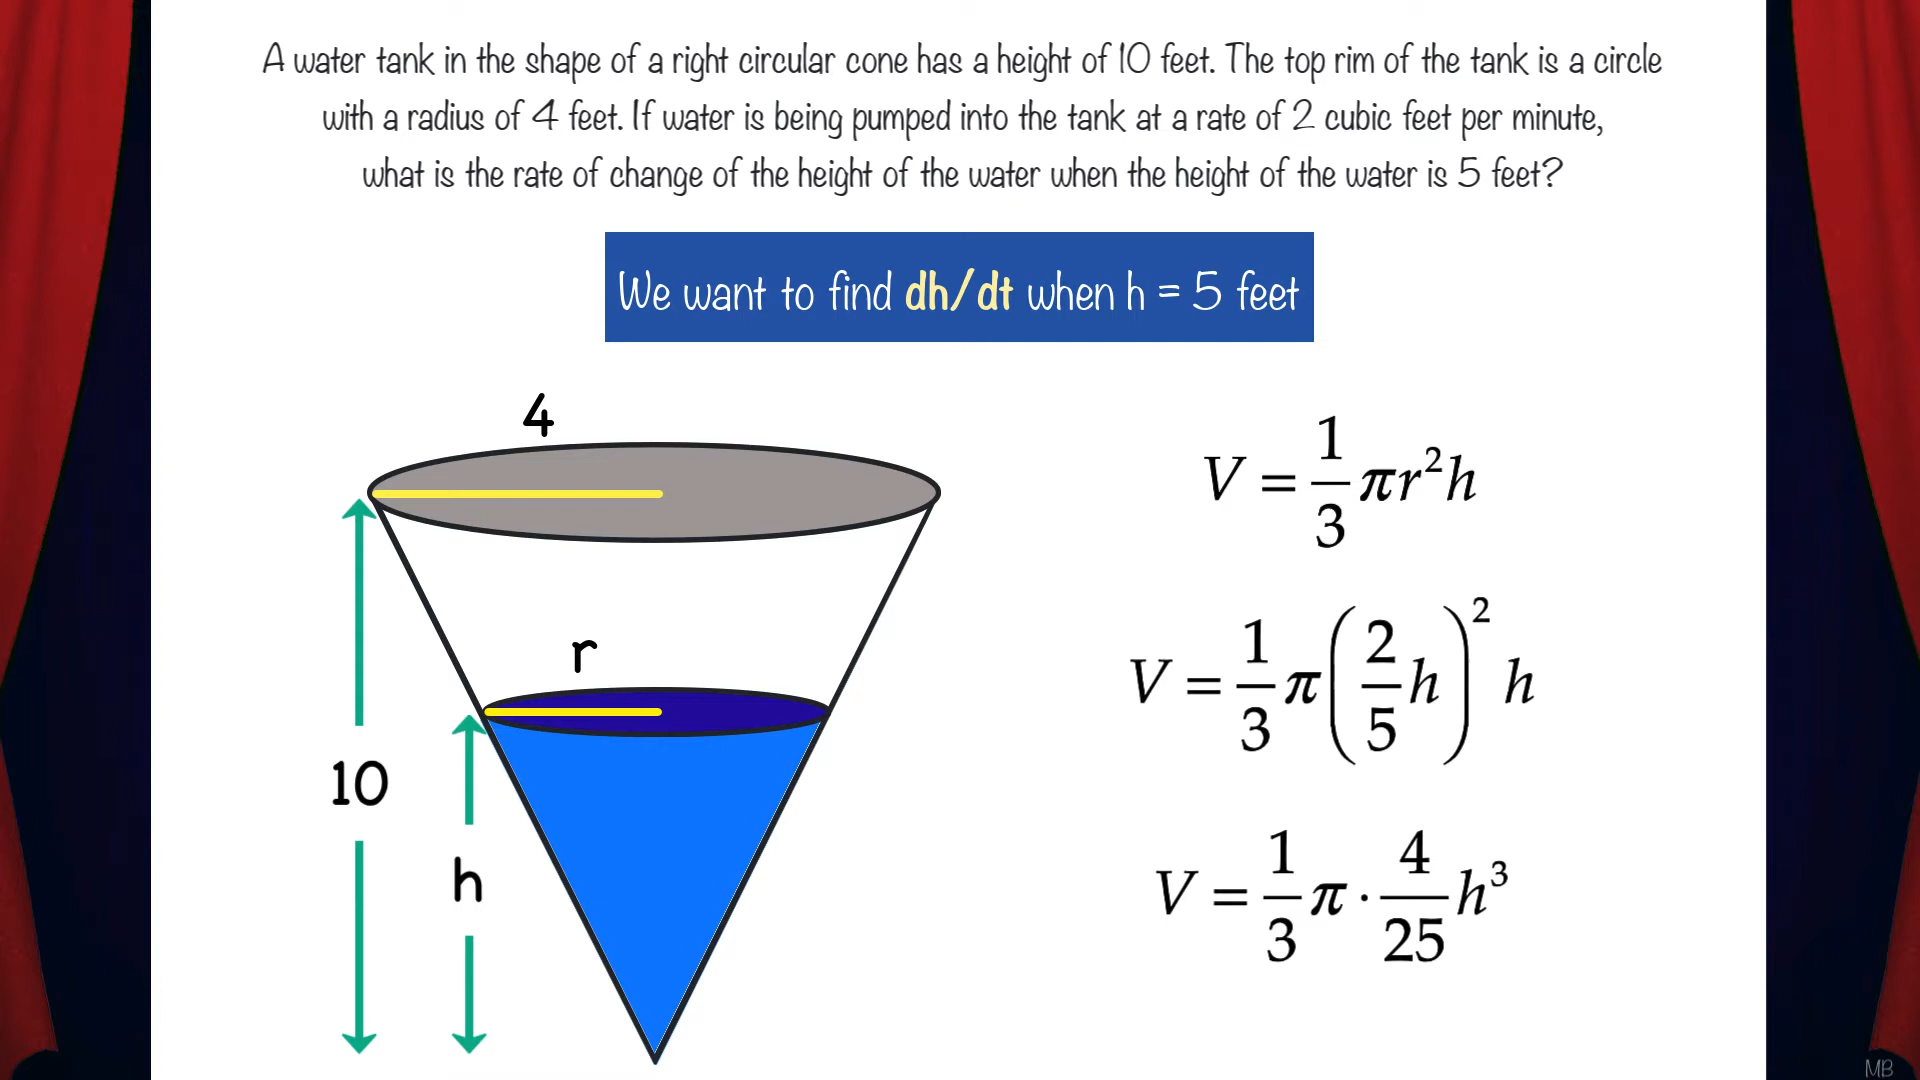 A water tank in the shape of a right circular cone has a height of 10 feet. The top rim of the tank is a circle
with a radius of 4 feet. If water is being pumped into the tank at a rate of 2 cubic feet per minute,
what is the rate of change of the height of the water when the height of the water is 5 feet?
We want to find dh/dt when h = 5 feet
4
r
10
h
V = 1/3 πr²h
V = 1/3 π(2/5 h)² h
V = 1/3 π · 4/25 h³
MB